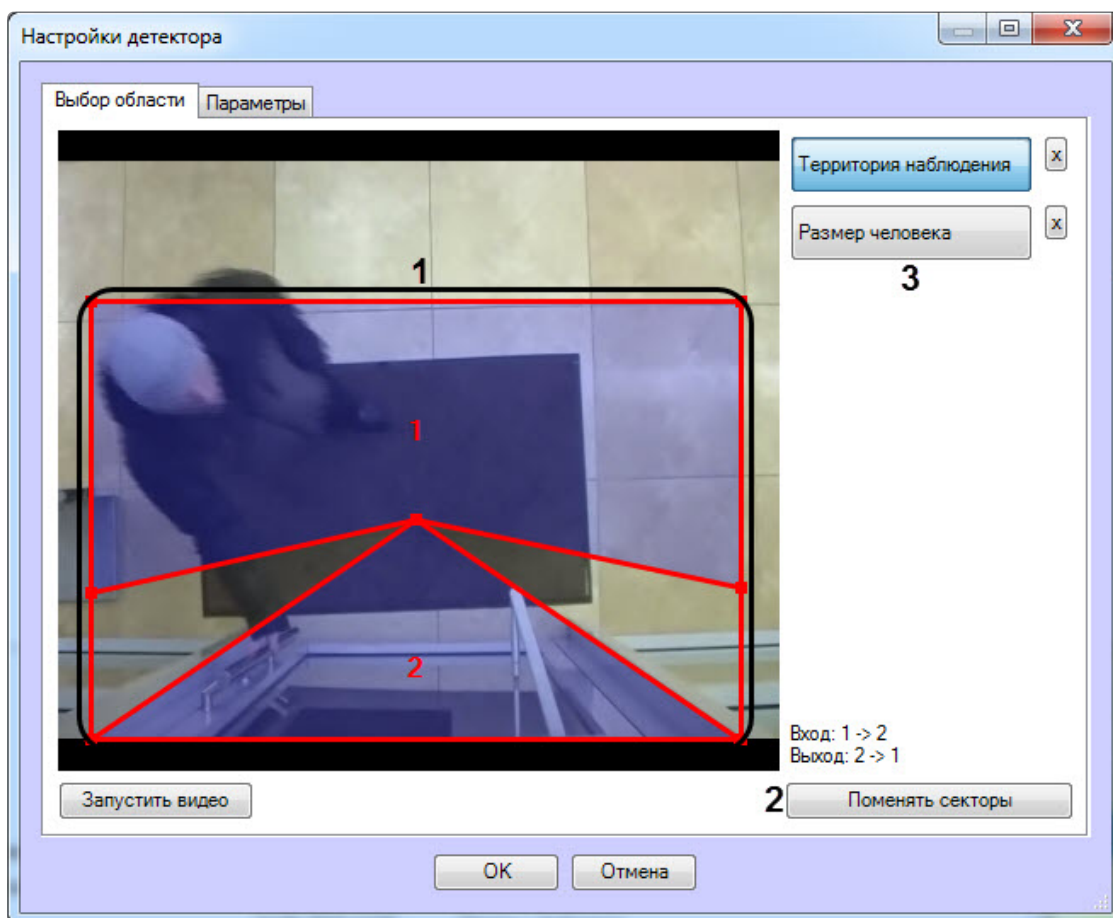 Настройки детектора
Выбор области Параметры
Территория наблюдения x
Размер человека x
3
1
1
2
Вход: 1 -> 2
Выход: 2 -> 1
Запустить видео 2 Поменять секторы
OK Отмена